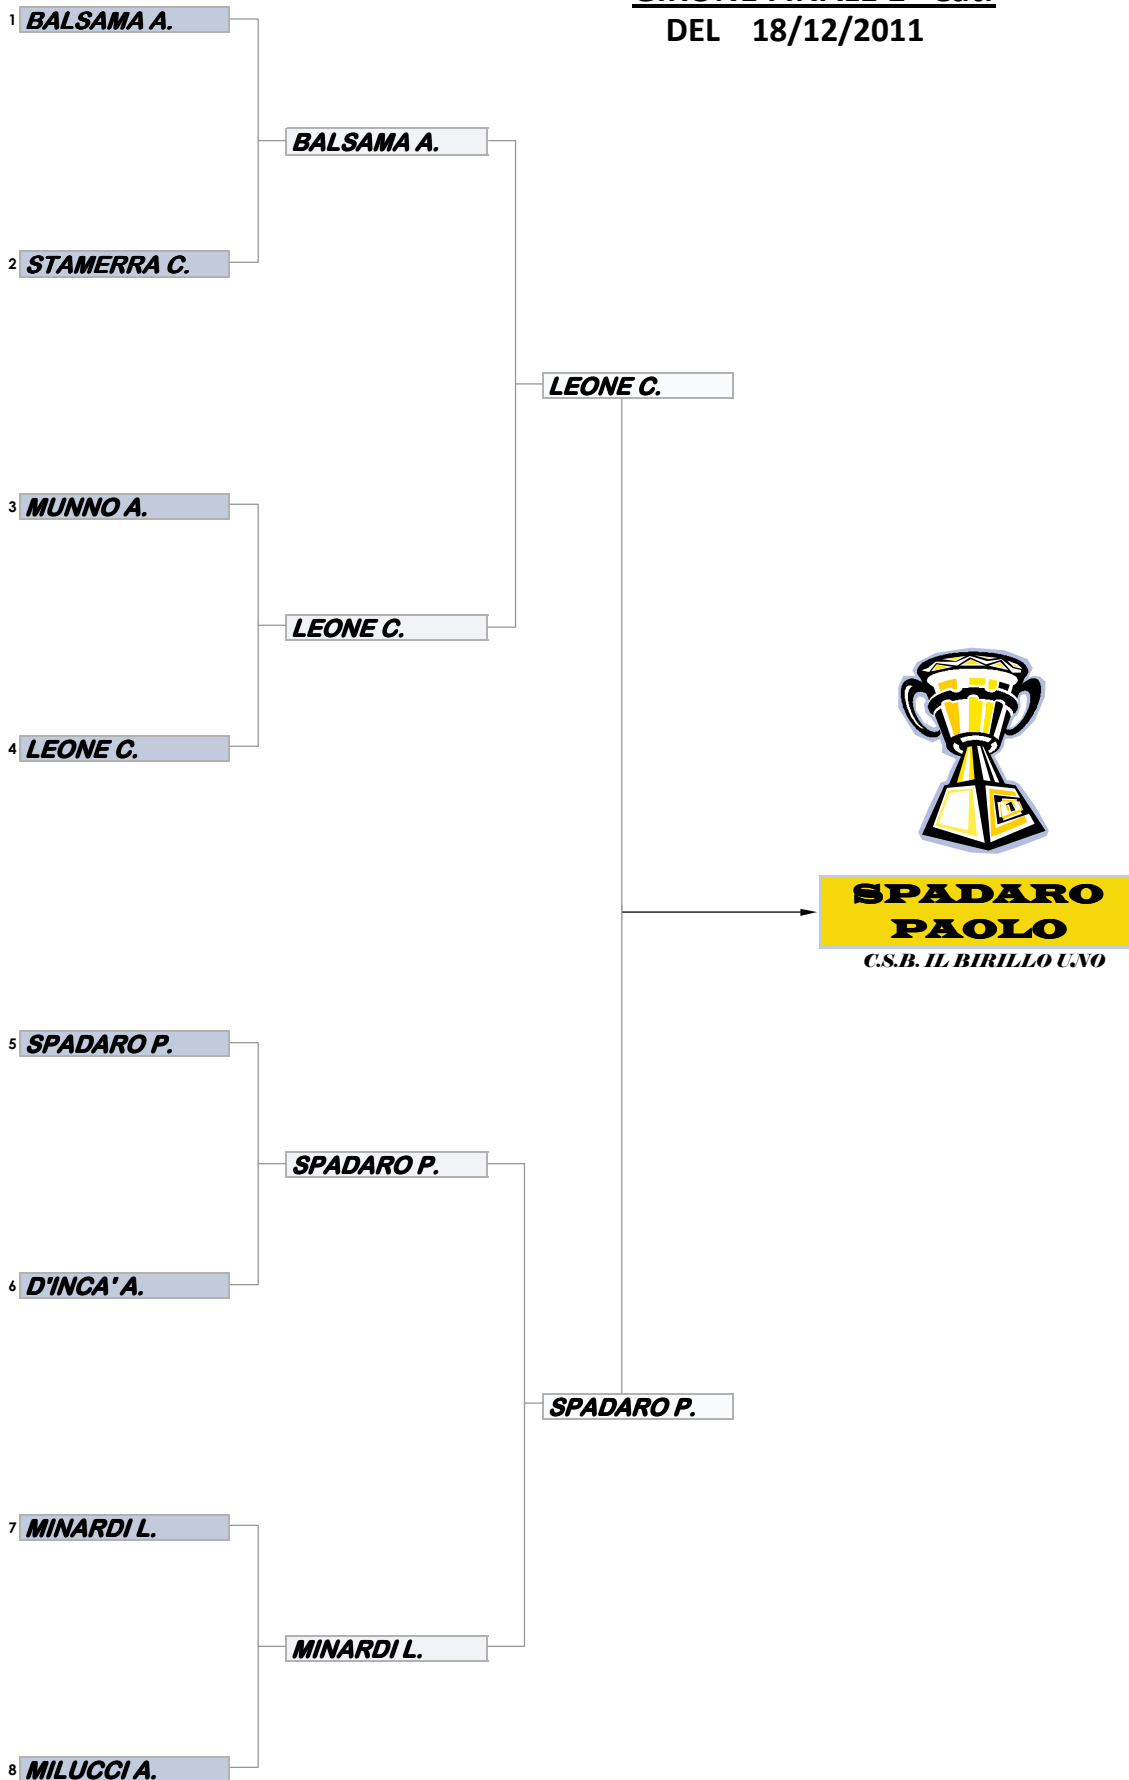 DEL 18/12/2011
1 BALSAMA A.
BALSAMA A.
2 STAMERRA C.
LEONE C.
3 MUNNO A.
LEONE C.
4 LEONE C.
SPADARO
PAOLO
C.S.B. IL BIRILLO UNO
5 SPADARO P.
SPADARO P.
6 D'INCA' A.
SPADARO P.
7 MINARDI L.
MINARDI L.
8 MILUCCI A.